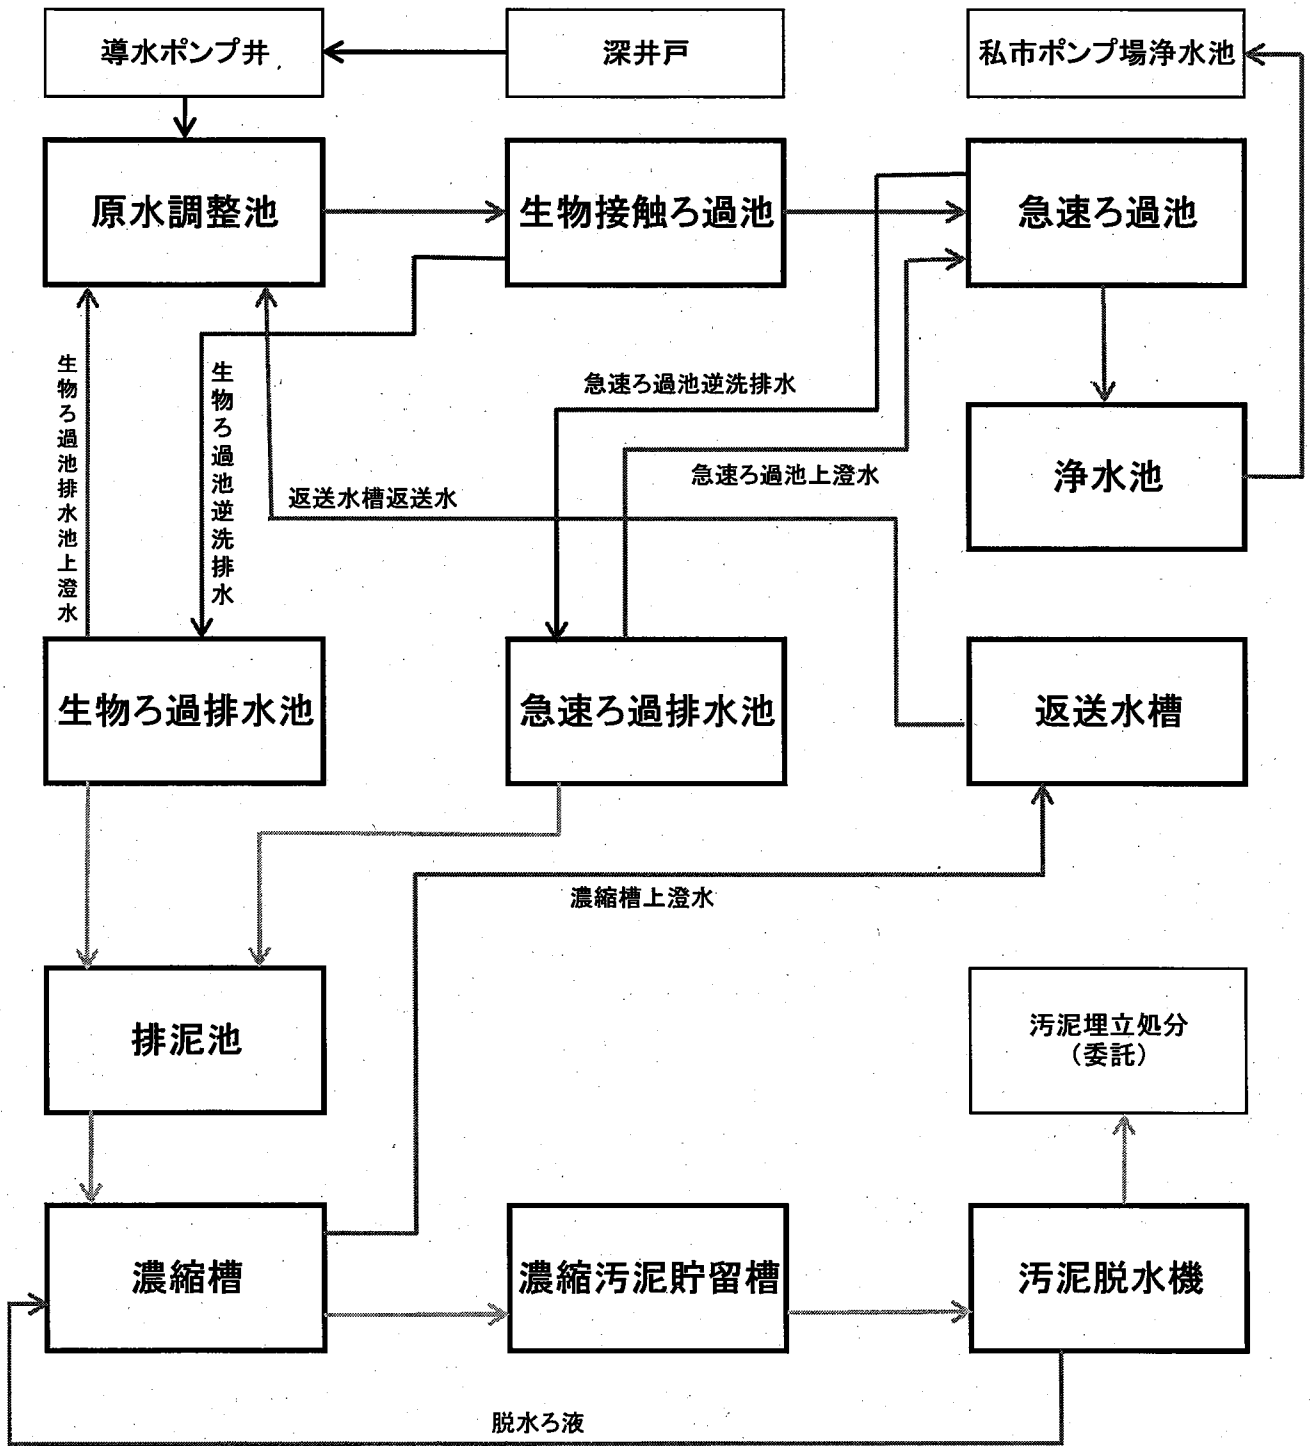 導水ポンプ井
深井戸
私市ポンプ場浄水池
原水調整池
生物接触ろ過池
急速ろ過池
生物ろ過池排水池上澄水
生物ろ過池逆洗排水
急速ろ過池逆洗排水
急速ろ過池上澄水
浄水池
返送水槽返送水
生物ろ過排水池
急速ろ過排水池
返送水槽
濃縮槽上澄水
排泥池
汚泥埋立処分
(委託)
濃縮槽
濃縮汚泥貯留槽
汚泥脱水機
脱水ろ液